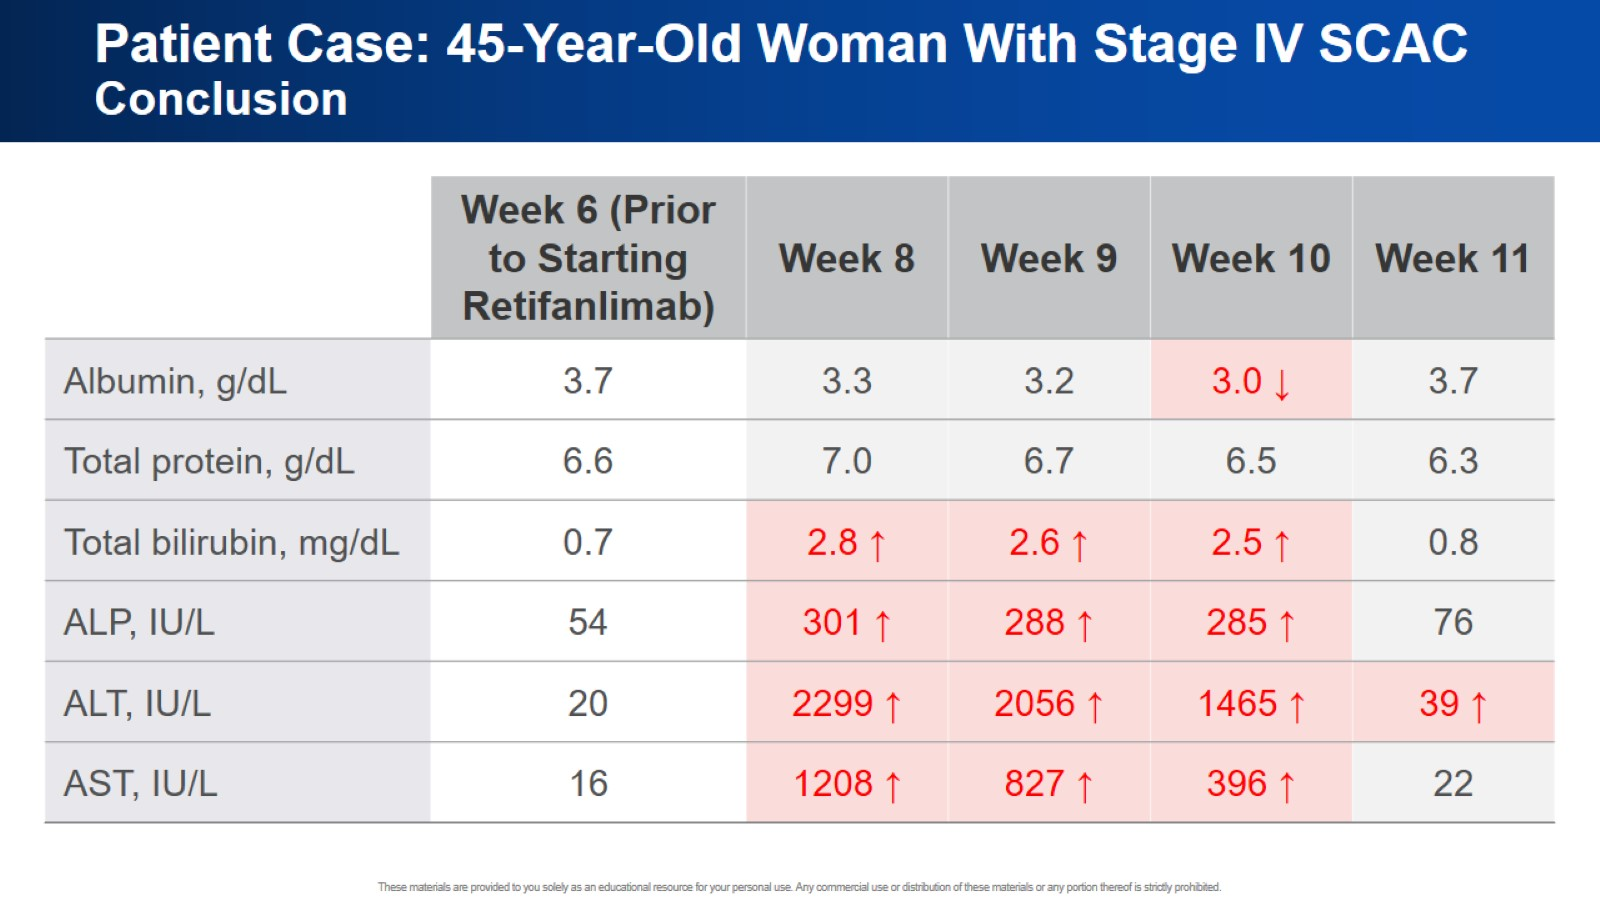 Patient Case: 45-Year-Old Woman With Stage IV SCAC
Conclusion
Week 6 (Prior
to Starting
Retifanlimab)
Week 8
Week 9
Week 10
Week 11
Albumin, g/dL 3.7 3.3 3.2 3.0 ↓ 3.7
Total protein, g/dL 6.6 7.0 6.7 6.5 6.3
Total bilirubin, mg/dL 0.7 2.8 ↑ 2.6 ↑ 2.5 ↑ 0.8
ALP, IU/L 54 301 ↑ 288 ↑ 285 ↑ 76
ALT, IU/L 20 2299 ↑ 2056 ↑ 1465 ↑ 39 ↑
AST, IU/L 16 1208 ↑ 827 ↑ 396 ↑ 22
These materials are provided to you solely as an educational resource for your personal use. Any commercial use or distribution of these materials or any portion thereof is strictly prohibited.